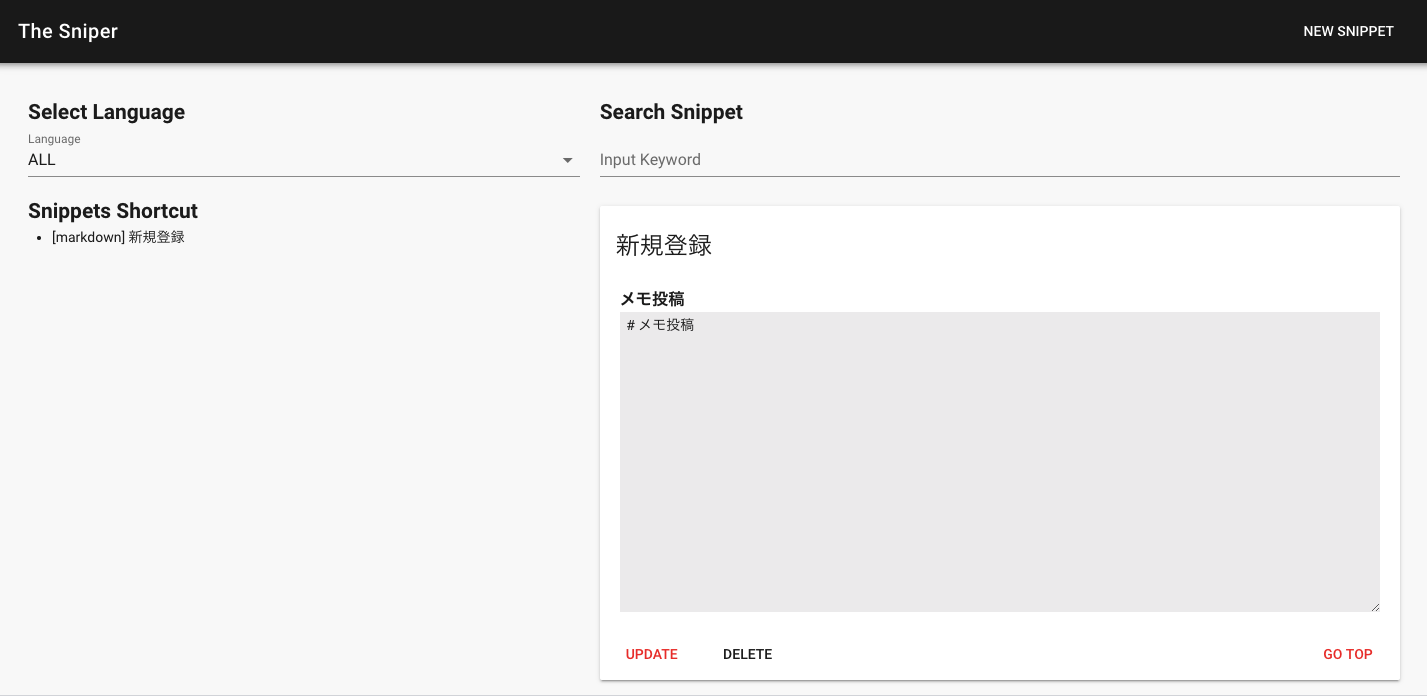 The Sniper
NEW SNIPPET
Select Language
Language
ALL
Snippets Shortcut
[markdown] 新規登録
Search Snippet
Input Keyword
新規登録
メモ投稿
# メモ投稿
UPDATE
DELETE
GO TOP